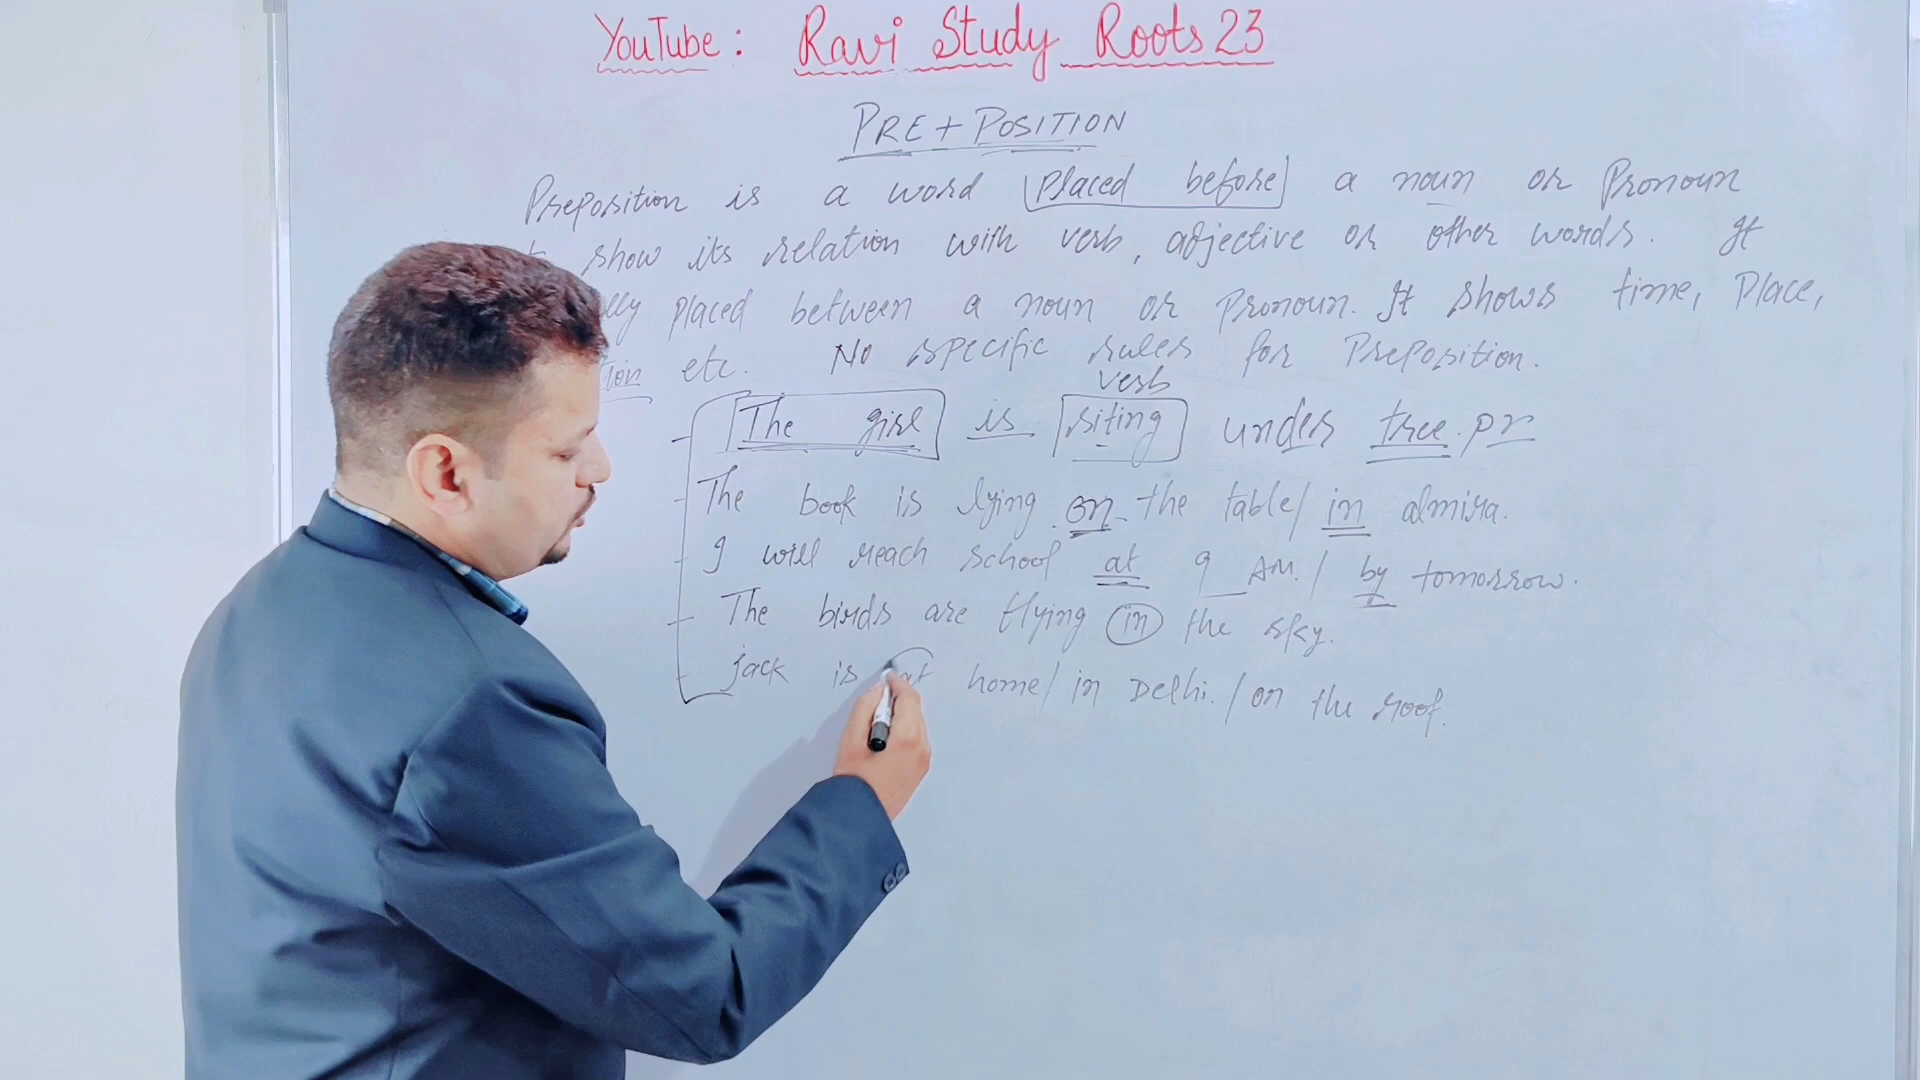 YouTube: Ravi Study Roots 23
PRE + POSITION
Preposition is a word placed before a noun or Pronoun
show its relation with verb, adjective or other words. It
placed between a noun or pronoun. It shows time, Place,
etc. No specific rules for Preposition.
verb
- The girl is siting under tree. pr
- The book is lying on the table/ in almira.
- I will reach school at 9 AM. / by tomorrow.
- The birds are flying in the sky.
- Jack is at home/ in Delhi. / on the roof.